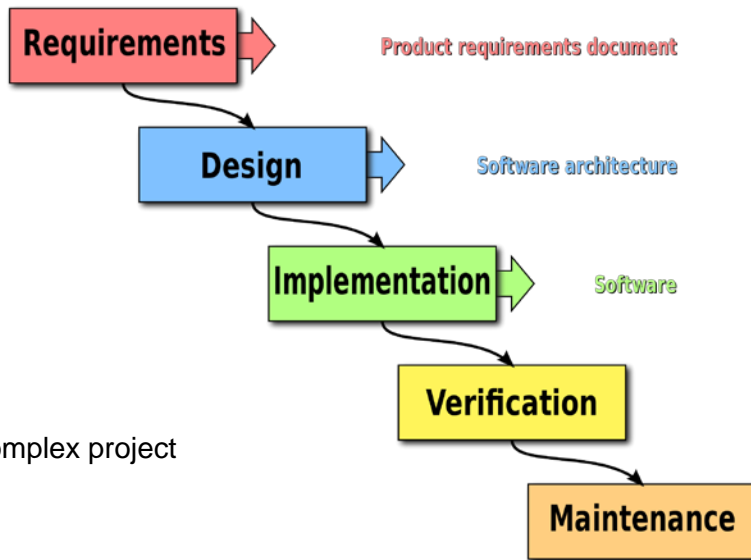 Requirements
Product requirements document
Design
Software architecture
Implementation
Software
Verification
omplex project
Maintenance